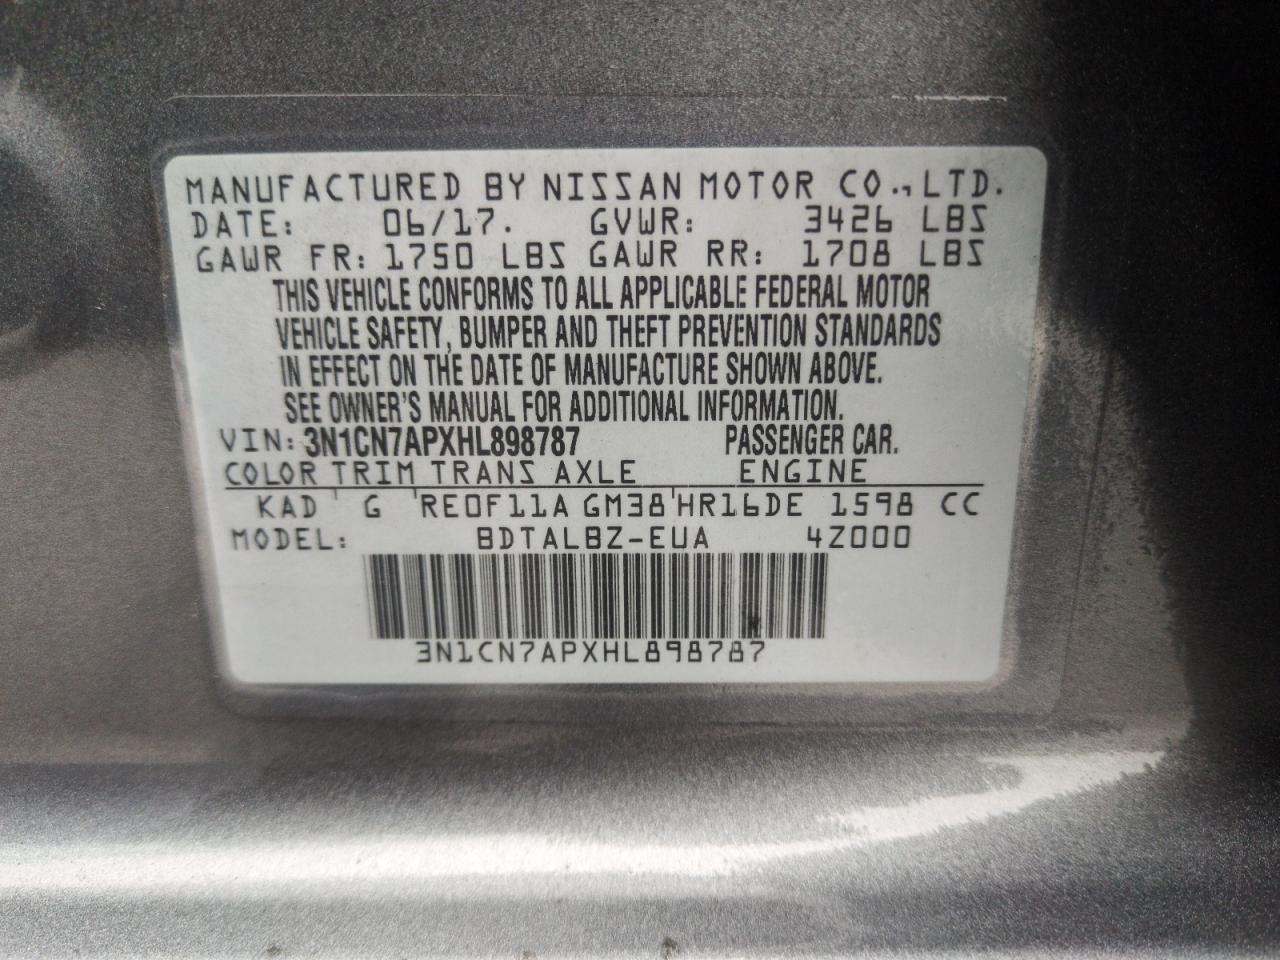 MANUFACTURED BY NISSAN MOTOR CO., LTD.
DATE: 06/17. GVWR: 3426 LBS
GAWR FR: 1750 LBS GAWR RR: 1708 LBS
THIS VEHICLE CONFORMS TO ALL APPLICABLE FEDERAL MOTOR
VEHICLE SAFETY, BUMPER AND THEFT PREVENTION STANDARDS
IN EFFECT ON THE DATE OF MANUFACTURE SHOWN ABOVE.
SEE OWNER'S MANUAL FOR ADDITIONAL INFORMATION.
VIN: 3N1CN7APXHL898787 PASSENGER CAR.
COLOR TRIM TRANS AXLE ENGINE
KAD ' G 'RE0F11A GM38'HR16DE 1598 CC
MODEL: BDTALBZ-EUA 4Z000
3N1CN7APXHL898787